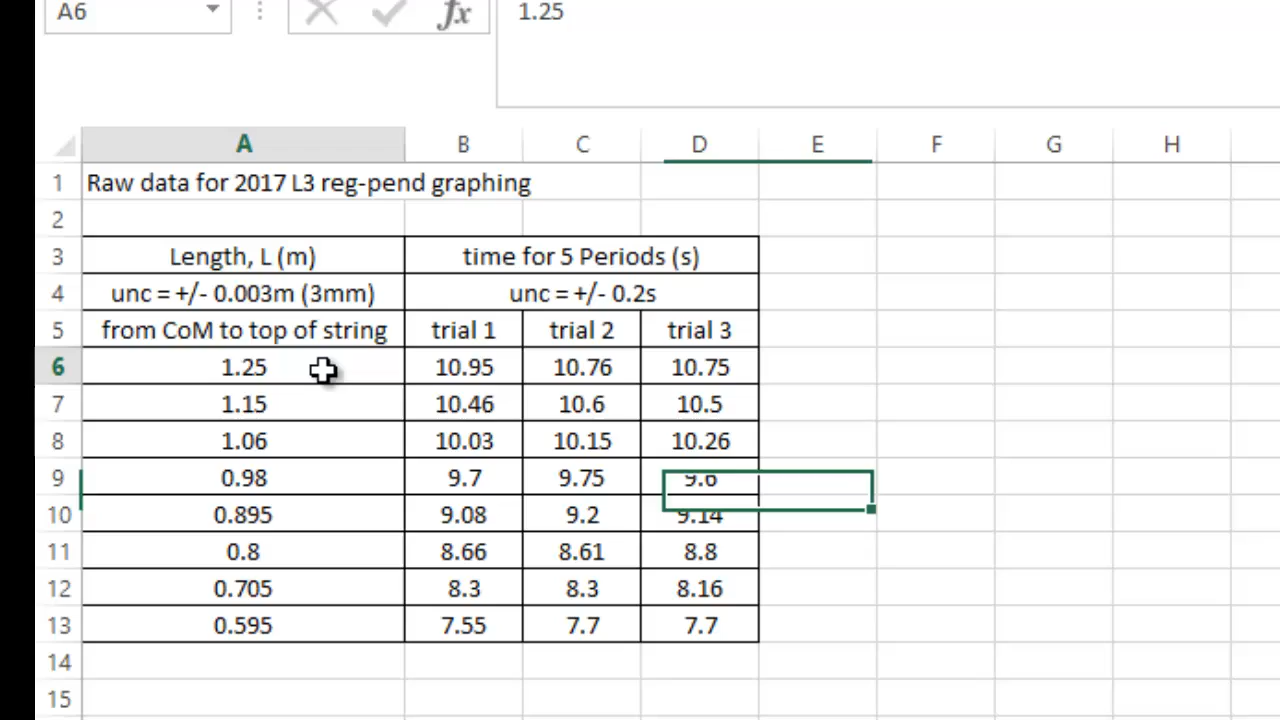 A6 fx 1.25
A B C D E F G H
1 Raw data for 2017 L3 reg-pend graphing
2
3 Length, L (m) time for 5 Periods (s)
4 unc = +/- 0.003m (3mm) unc = +/- 0.2s
5 from CoM to top of string trial 1 trial 2 trial 3
6 1.25 10.95 10.76 10.75
7 1.15 10.46 10.6 10.5
8 1.06 10.03 10.15 10.26
9 0.98 9.7 9.75 9.6
10 0.895 9.08 9.2 9.14
11 0.8 8.66 8.61 8.8
12 0.705 8.3 8.3 8.16
13 0.595 7.55 7.7 7.7
14
15